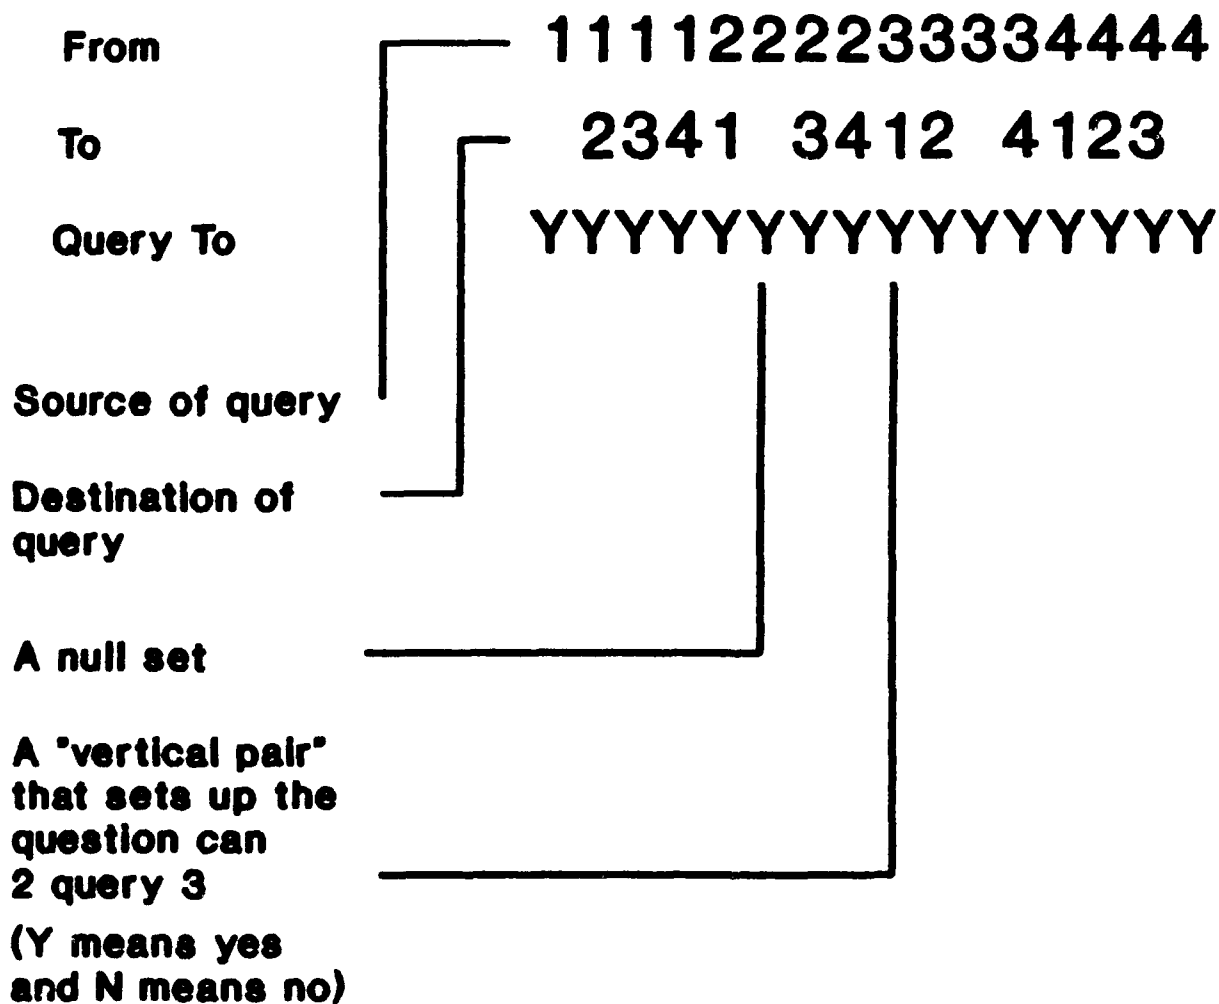 From 1111222233334444
To 2341 3412 4123
Query To YYYYYYYYYYYYYYYY
Source of query
Destination of
query
A null set
A "vertical pair"
that sets up the
question can
2 query 3
(Y means yes
and N means no)